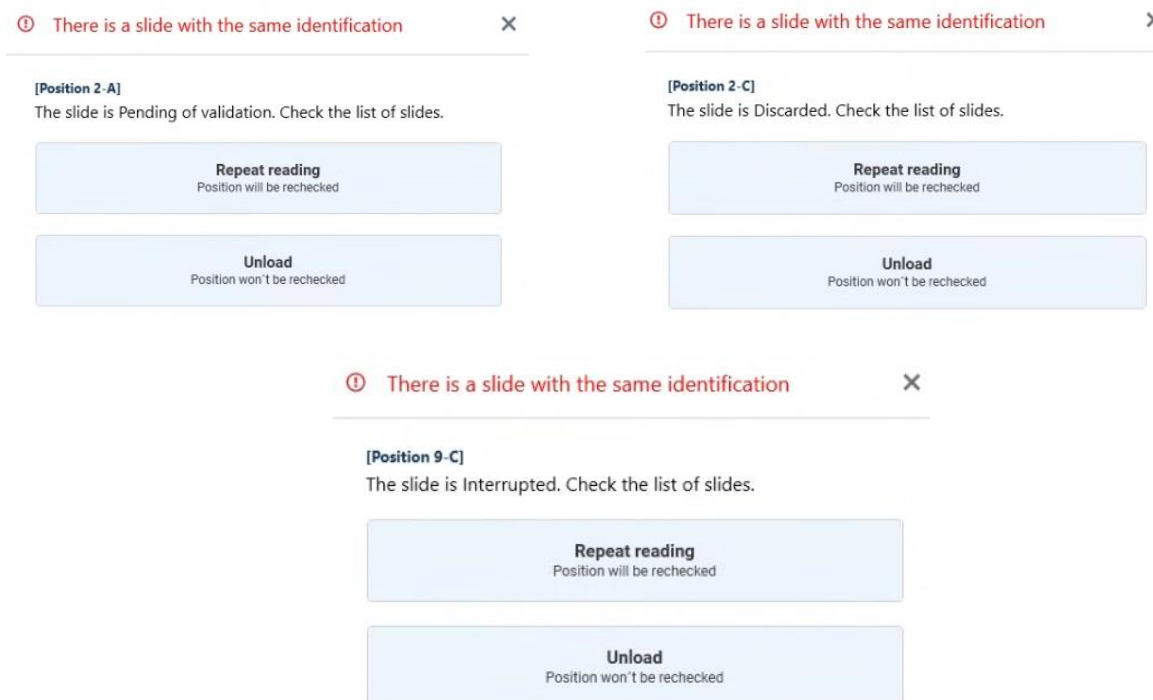 There is a slide with the same identification
[Position 2-A]
The slide is Pending of validation. Check the list of slides.
Repeat reading
Position will be rechecked
Unload
Position won't be rechecked
There is a slide with the same identification
[Position 2-C]
The slide is Discarded. Check the list of slides.
Repeat reading
Position will be rechecked
Unload
Position won't be rechecked
There is a slide with the same identification
[Position 9-C]
The slide is Interrupted. Check the list of slides.
Repeat reading
Position will be rechecked
Unload
Position won't be rechecked